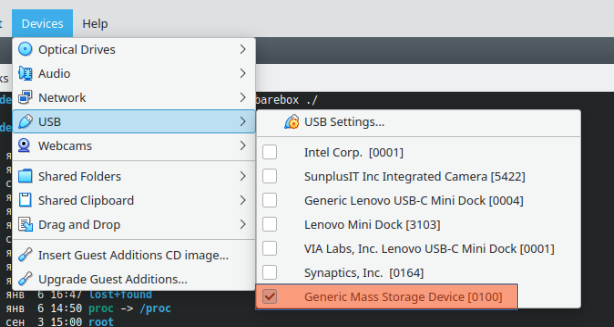 Devices Help
Optical Drives
Audio
Network
USB
Webcams
Shared Folders
Shared Clipboard
Drag and Drop
Insert Guest Additions CD image...
Upgrade Guest Additions...
USB Settings...
Intel Corp. [0001]
SunplusIT Inc Integrated Camera [5422]
Generic Lenovo USB-C Mini Dock [0004]
Lenovo Mini Dock [3103]
VIA Labs, Inc. Lenovo USB-C Mini Dock [0001]
Synaptics, Inc. [0164]
Generic Mass Storage Device [0100]
barebox ./
янв 6 16:47 lost+found
янв 6 14:50 proc -> /proc
сен 3 15:00 root